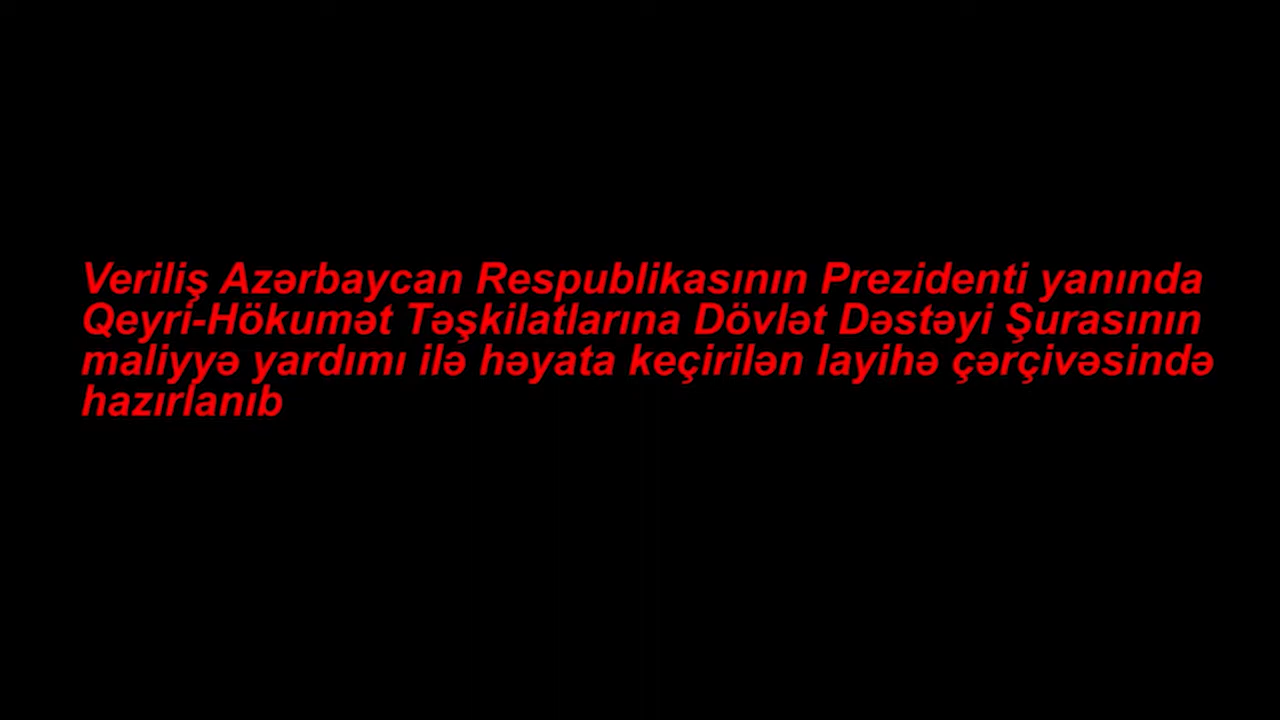 Veriliş Azərbaycan Respublikasının Prezidenti yanında
Qeyri-Hökumət Təşkilatlarına Dövlət Dəstəyi Şurasının
maliyyə yardımı ilə həyata keçirilən layihə çərçivəsində
hazırlanıb